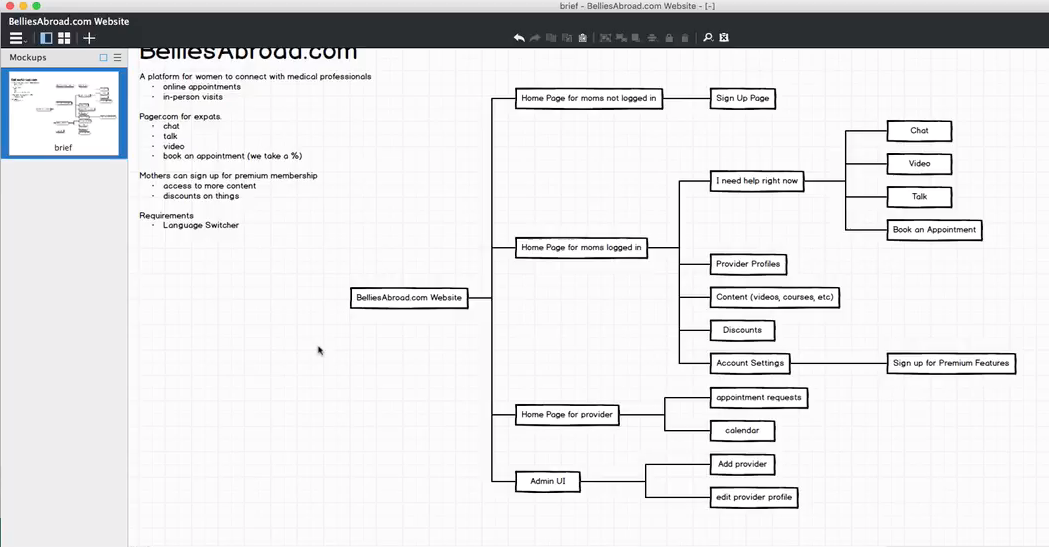 brief - BelliesAbroad.com Website - [-]
BelliesAbroad.com Website
Mockups
brief
BelliesAbroad.com
A platform for women to connect with medical professionals
· online appointments
· in-person visits
Pager.com for expats.
· chat
· talk
· video
· book an appointment (we take a %)
Mothers can sign up for premium membership
· access to more content
· discounts on things
Requirements
· Language Switcher
BelliesAbroad.com Website
Home Page for moms not logged in
Sign Up Page
Home Page for moms logged in
I need help right now
Chat
Video
Talk
Book an Appointment
Provider Profiles
Content (videos, courses, etc)
Discounts
Account Settings
Sign up for Premium Features
Home Page for provider
appointment requests
calendar
Admin UI
Add provider
edit provider profile